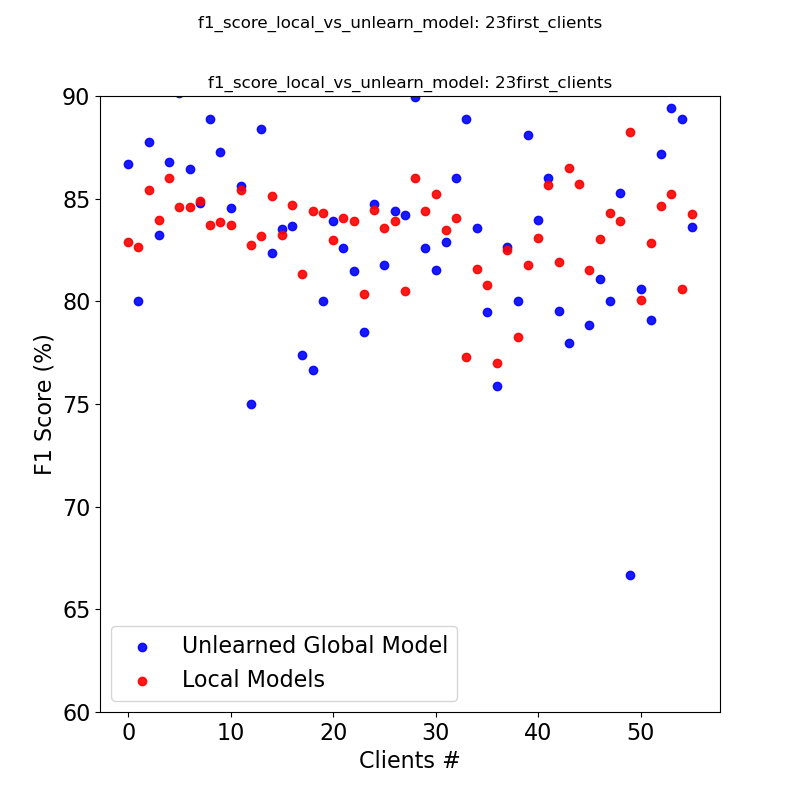 f1_score_local_vs_unlearn_model: 23first_clients
f1_score_local_vs_unlearn_model: 23first_clients
90
85
80
75
70
65
60
F1 Score (%)
Unlearned Global Model
Local Models
0 10 20 30 40 50
Clients #